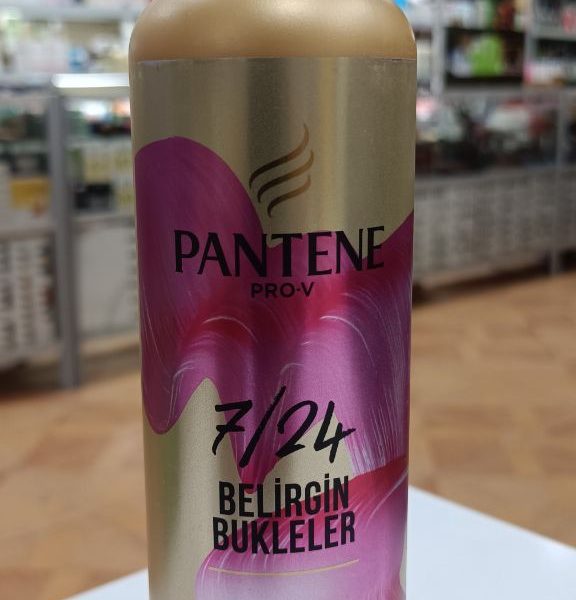 PANTENE
PRO-V
7/24
BELİRGİN
BUKLELER